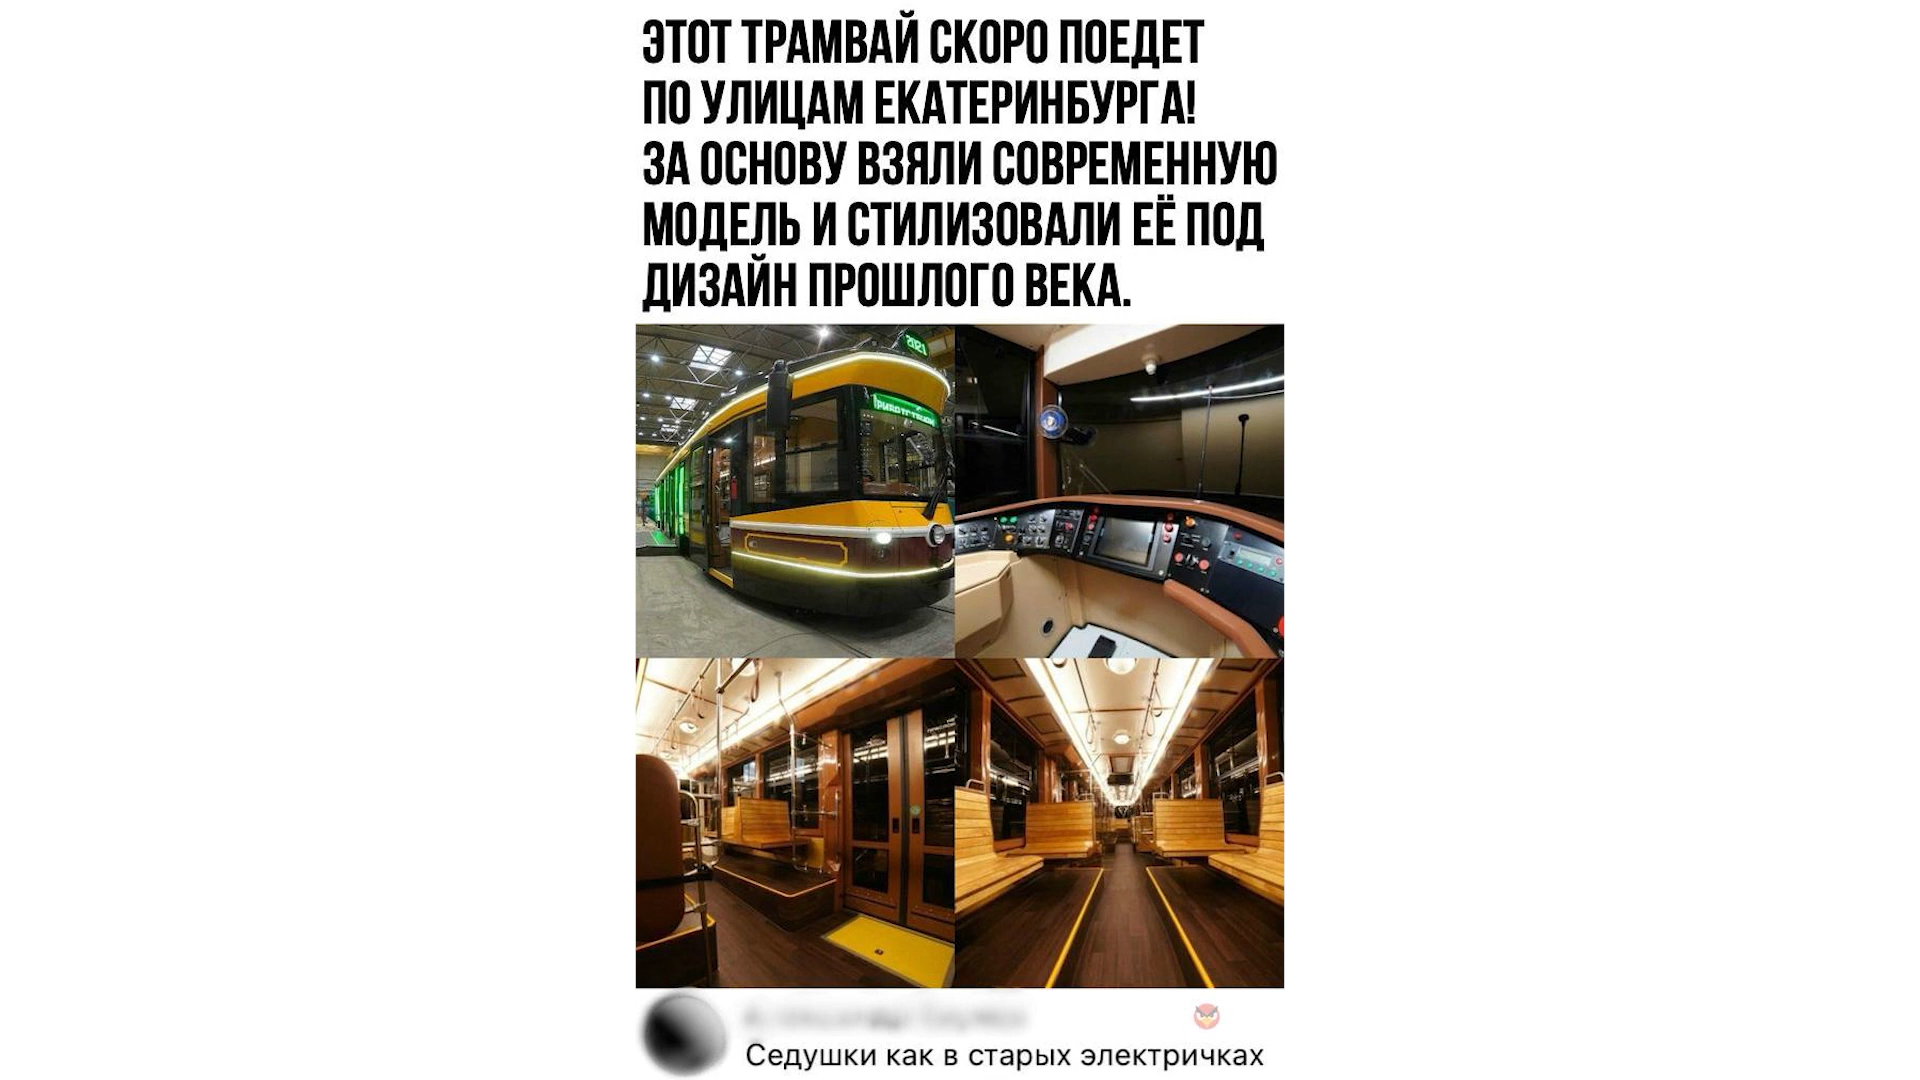 ЭТОТ ТРАМВАЙ СКОРО ПОЕДЕТ
ПО УЛИЦАМ ЕКАТЕРИНБУРГА!
ЗА ОСНОВУ ВЗЯЛИ СОВРЕМЕННУЮ
МОДЕЛЬ И СТИЛИЗОВАЛИ ЕЁ ПОД
ДИЗАЙН ПРОШЛОГО ВЕКА.
2021
Седушки как в старых электричках